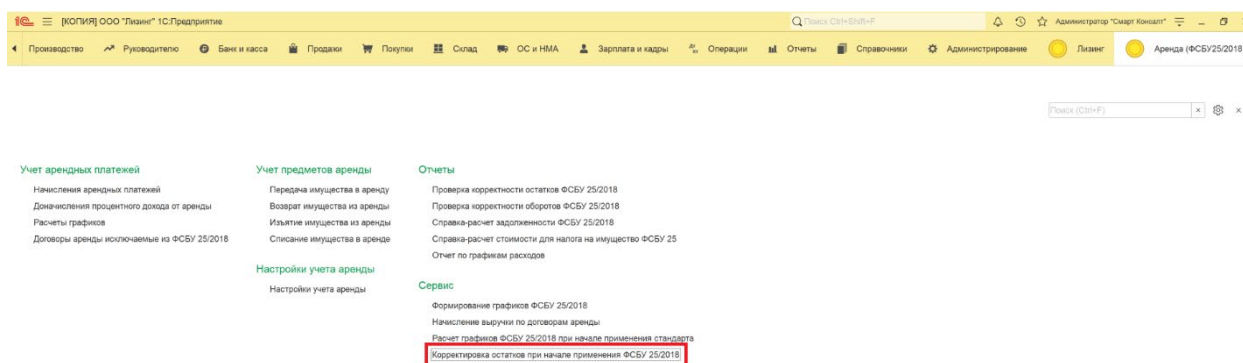 [КОПИЯ] ООО "Лизинг" 1С:Предприятие
Поиск Ctrl+Shift+F
Администратор "Смарт Консалт"
Производство Руководителю Банк и касса Продажи Покупки Склад ОС и НМА Зарплата и кадры Операции Отчеты Справочники Администрирование Лизинг Аренда (ФСБУ25/2018
Поиск (Ctrl+F)
Учет арендных платежей
Начисления арендных платежей
Доначисления процентного дохода от аренды
Расчеты графиков
Договоры аренды исключаемые из ФСБУ 25/2018
Учет предметов аренды
Передача имущества в аренду
Возврат имущества из аренды
Изъятие имущества из аренды
Списание имущества в аренде
Настройки учета аренды
Настройки учета аренды
Отчеты
Проверка корректности остатков ФСБУ 25/2018
Проверка корректности оборотов ФСБУ 25/2018
Справка-расчет задолженности ФСБУ 25/2018
Справка-расчет стоимости для налога на имущество ФСБУ 25
Отчет по графикам расходов
Сервис
Формирование графиков ФСБУ 25/2018
Начисление выручки по договорам аренды
Расчет графиков ФСБУ 25/2018 при начале применения стандарта
Корректировка остатков при начале применения ФСБУ 25/2018